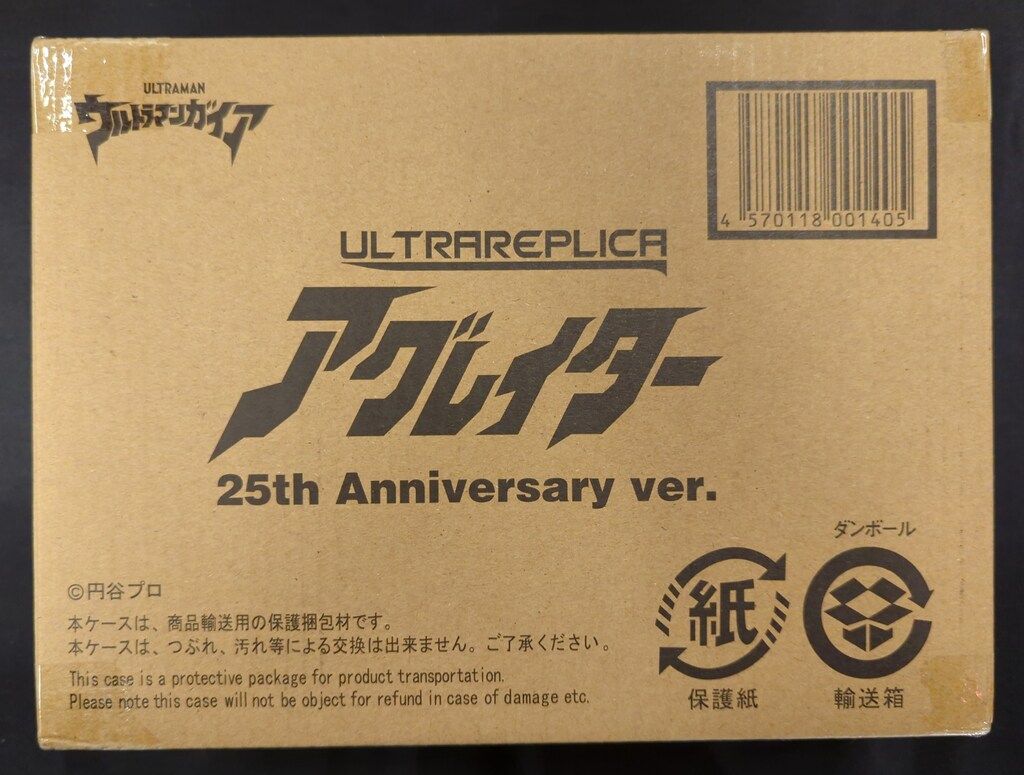 ULTRAMAN
ウルトラマンガイア
4 570118 001405
ULTRAREPLICA
アグレイター
25th Anniversary ver.
©円谷プロ
本ケースは、商品輸送用の保護梱包材です。
本ケースは、つぶれ、汚れ等による交換は出来ません。ご了承ください。
This case is a protective package for product transportation.
Please note this case will not be object for refund in case of damage etc.
紙
保護紙
ダンボール
輸送箱